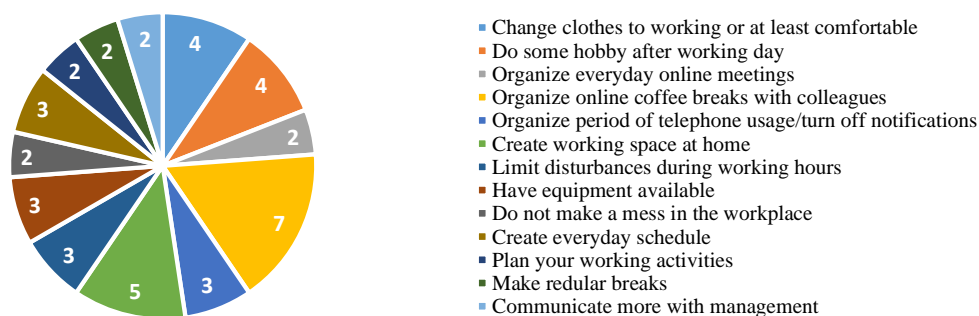 2
4
Change clothes to working or at least comfortable
2
Do some hobby after working day
2
4
Organize everyday online meetings
3
Organize online coffee breaks with colleagues
2
Organize period of telephone usage/turn off notifications
2
Create working space at home
3
Limit disturbances during working hours
7
Have equipment available
3
Do not make a mess in the workplace
3
Create everyday schedule
5
Plan your working activities
Make redular breaks
Communicate more with management